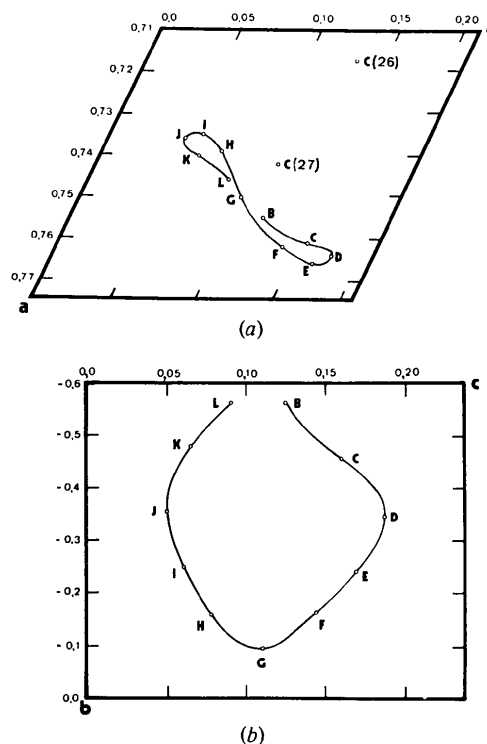 0,0 0,05 0,10 0,15 0,20
0,71
0,72
0,73
0,74
0,75
0,76
0,77
a
C(26)
C(27)
I
J
H
K
L
G
B
C
F
D
E
(a)
0,0 0,05 0,10 0,15 0,20
c
-0,6
-0,5
-0,4
-0,3
-0,2
-0,1
0,0
b
L B
K C
J D
I E
H F
G
(b)